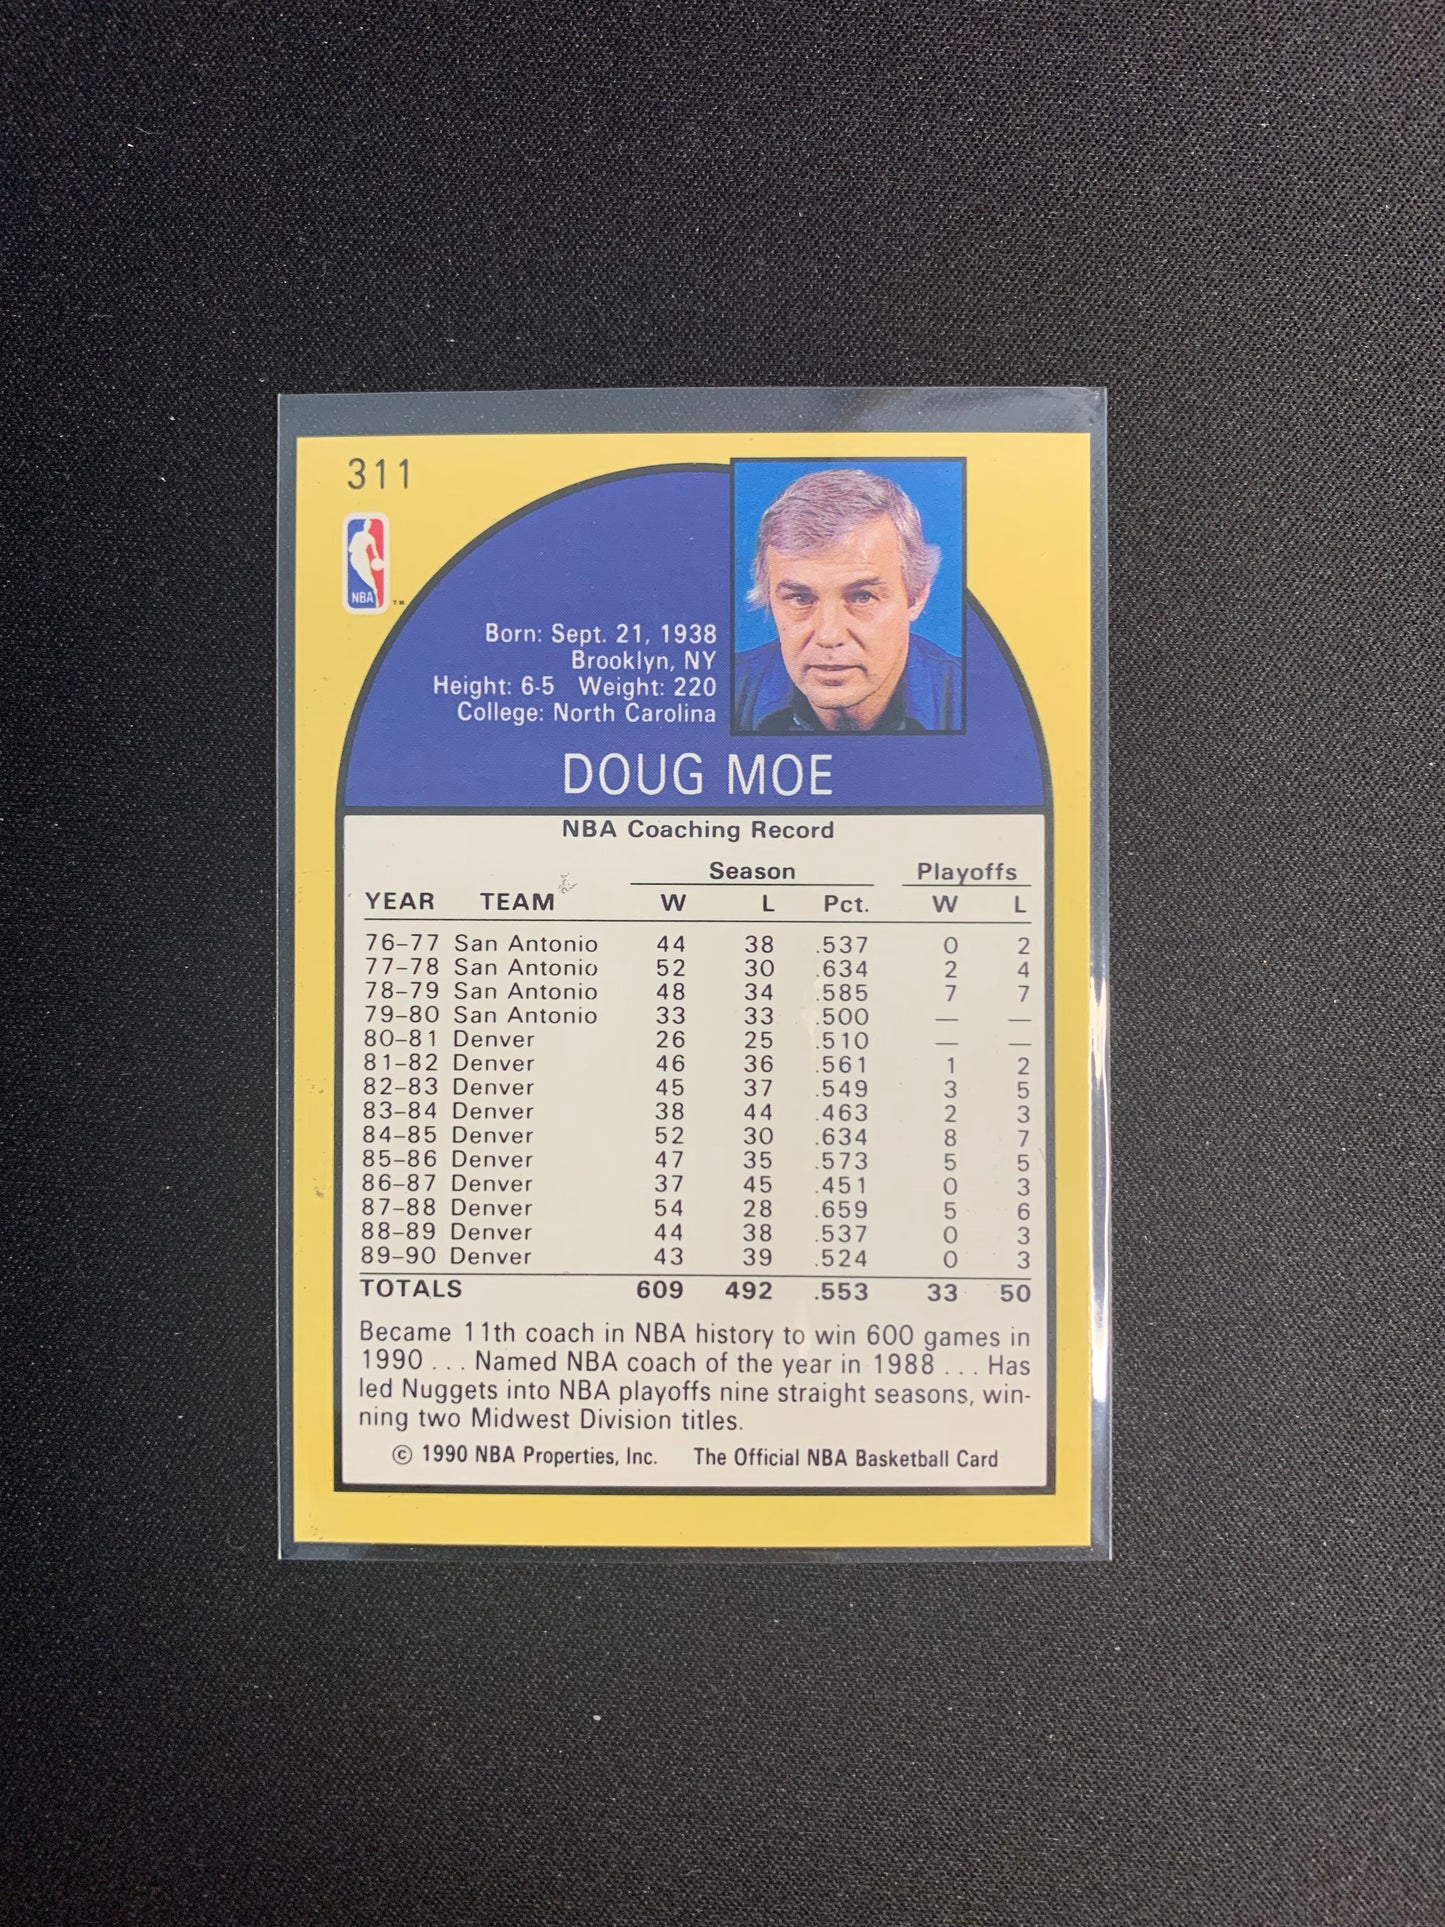 311
NBA ™
Born: Sept. 21, 1938
Brooklyn, NY
Height: 6-5 Weight: 220
College: North Carolina
DOUG MOE
NBA Coaching Record
Season Playoffs
YEAR TEAM W L Pct. W L
76–77 San Antonio 44 38 .537 0 2
77–78 San Antonio 52 30 .634 2 4
78–79 San Antonio 48 34 .585 7 7
79–80 San Antonio 33 33 .500 — —
80–81 Denver 26 25 .510 — —
81–82 Denver 46 36 .561 1 2
82–83 Denver 45 37 .549 3 5
83–84 Denver 38 44 .463 2 3
84–85 Denver 52 30 .634 8 7
85–86 Denver 47 35 .573 5 5
86–87 Denver 37 45 .451 0 3
87–88 Denver 54 28 .659 5 6
88–89 Denver 44 38 .537 0 3
89–90 Denver 43 39 .524 0 3
TOTALS 609 492 .553 33 50
Became 11th coach in NBA history to win 600 games in
1990 . . . Named NBA coach of the year in 1988 . . . Has
led Nuggets into NBA playoffs nine straight seasons, win-
ning two Midwest Division titles.
© 1990 NBA Properties, Inc. The Official NBA Basketball Card